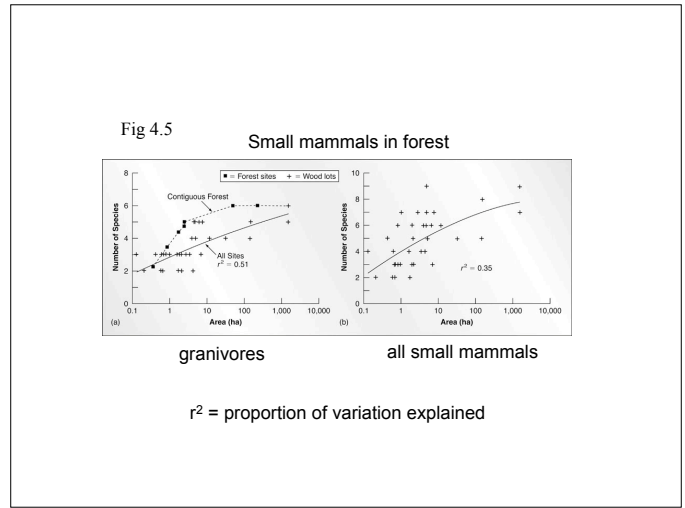 Fig 4.5
Small mammals in forest
■ = Forest sites + = Wood lots
Number of Species
8
6
4
2
0
Contiguous Forest
All Sites
r² = 0.51
0.1 1 10 100 1,000 10,000
(a) Area (ha)
Number of Species
10
8
6
4
2
0
r² = 0.35
0.1 1 10 100 1,000 10,000
(b) Area (ha)
granivores
all small mammals
r² = proportion of variation explained